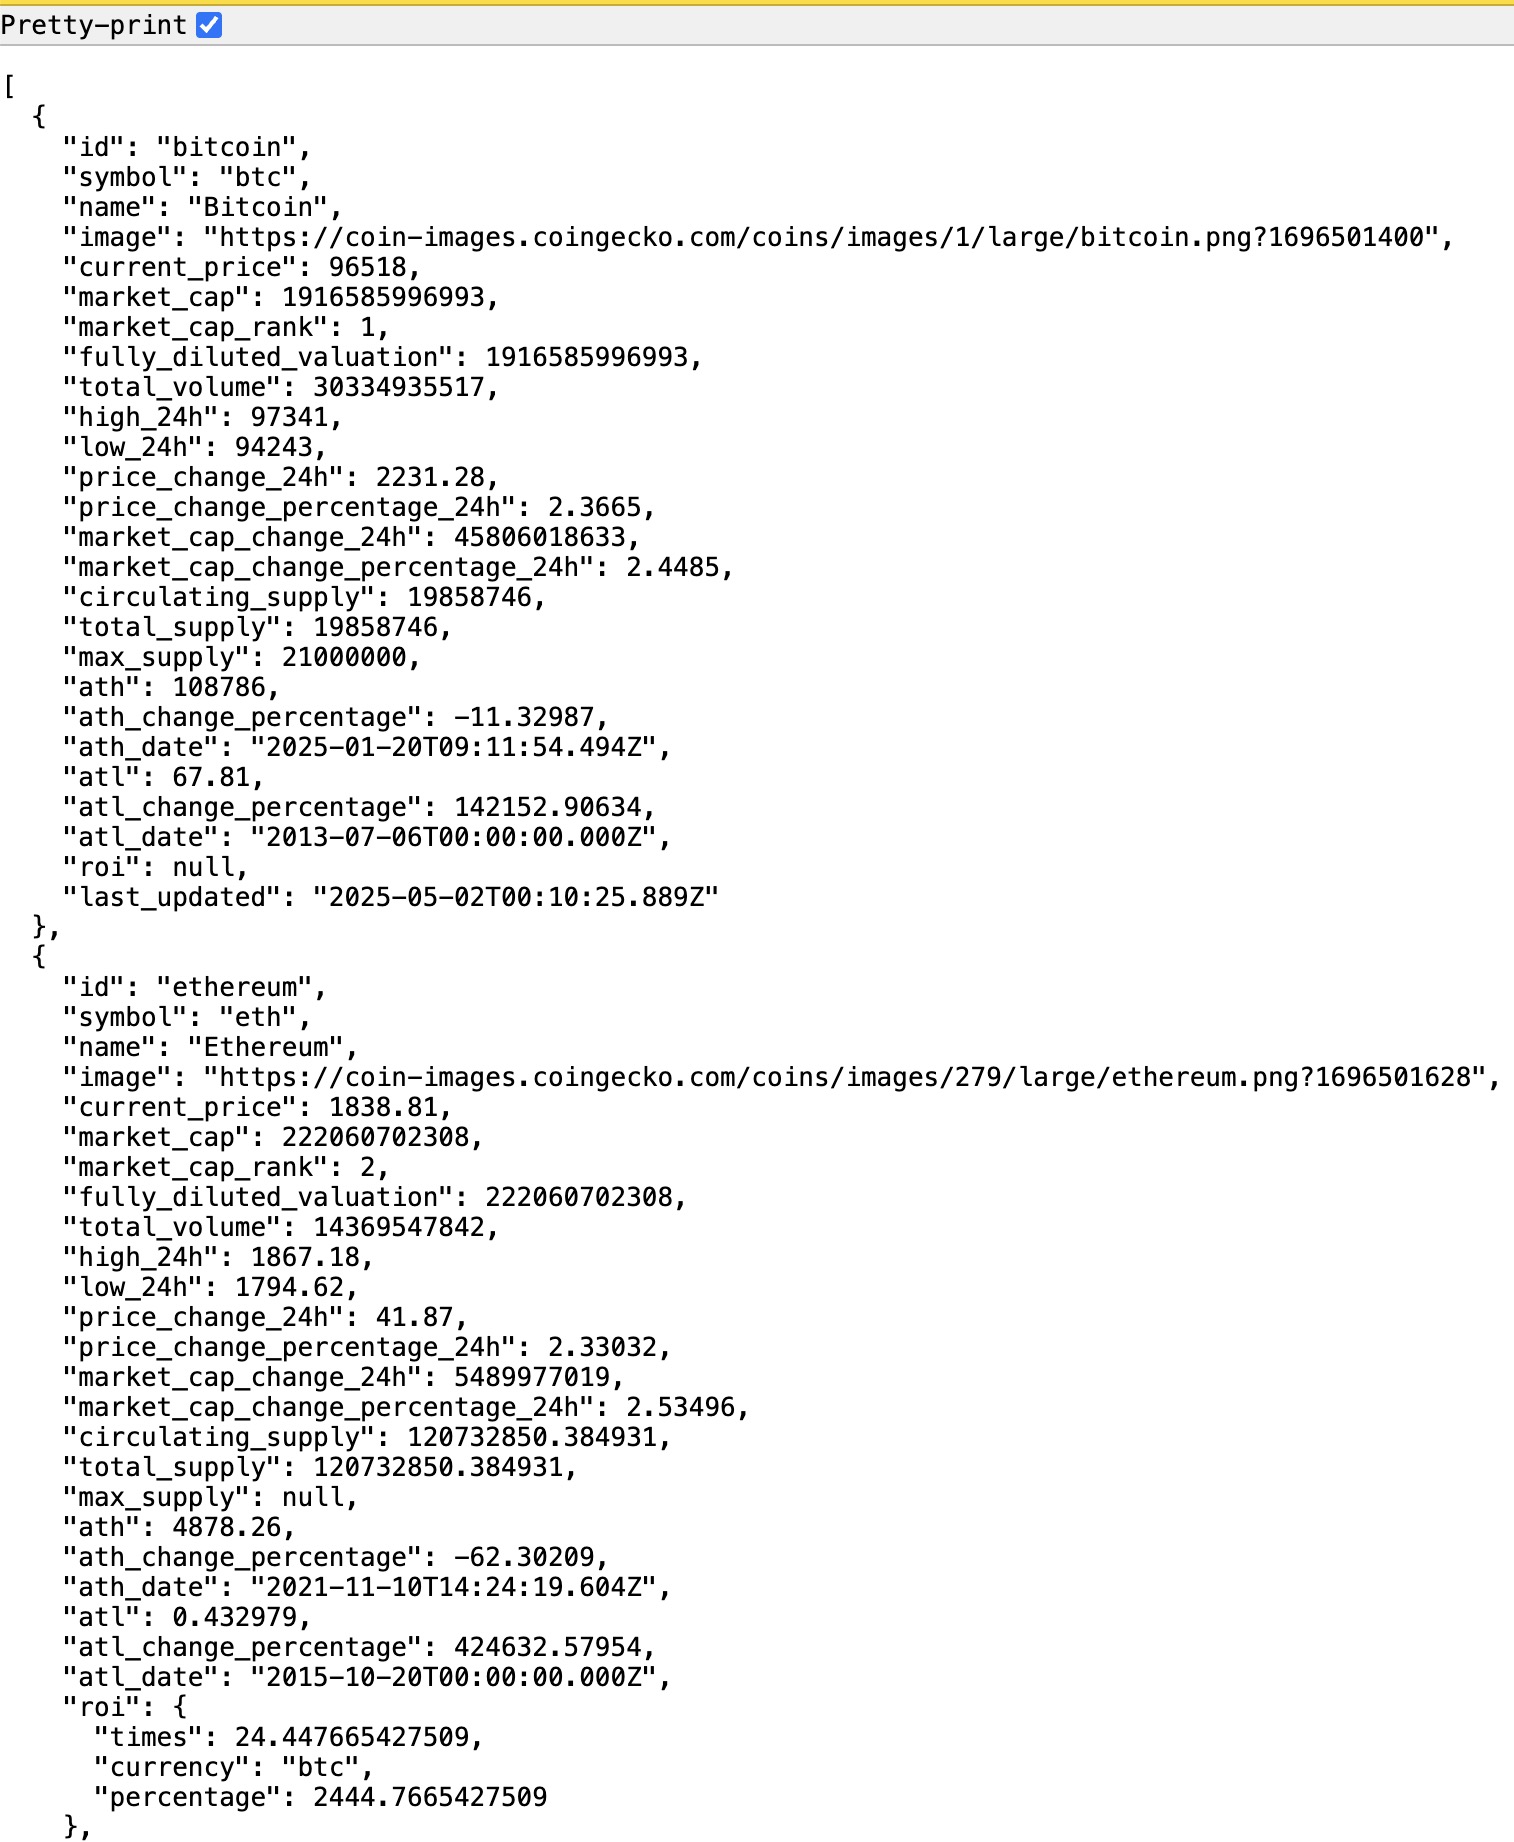 Pretty-print
[
  {
    "id": "bitcoin",
    "symbol": "btc",
    "name": "Bitcoin",
    "image": "https://coin-images.coingecko.com/coins/images/1/large/bitcoin.png?1696501400",
    "current_price": 96518,
    "market_cap": 1916585996993,
    "market_cap_rank": 1,
    "fully_diluted_valuation": 1916585996993,
    "total_volume": 30334935517,
    "high_24h": 97341,
    "low_24h": 94243,
    "price_change_24h": 2231.28,
    "price_change_percentage_24h": 2.3665,
    "market_cap_change_24h": 45806018633,
    "market_cap_change_percentage_24h": 2.4485,
    "circulating_supply": 19858746,
    "total_supply": 19858746,
    "max_supply": 21000000,
    "ath": 108786,
    "ath_change_percentage": -11.32987,
    "ath_date": "2025-01-20T09:11:54.494Z",
    "atl": 67.81,
    "atl_change_percentage": 142152.90634,
    "atl_date": "2013-07-06T00:00:00.000Z",
    "roi": null,
    "last_updated": "2025-05-02T00:10:25.889Z"
  },
  {
    "id": "ethereum",
    "symbol": "eth",
    "name": "Ethereum",
    "image": "https://coin-images.coingecko.com/coins/images/279/large/ethereum.png?1696501628",
    "current_price": 1838.81,
    "market_cap": 222060702308,
    "market_cap_rank": 2,
    "fully_diluted_valuation": 222060702308,
    "total_volume": 14369547842,
    "high_24h": 1867.18,
    "low_24h": 1794.62,
    "price_change_24h": 41.87,
    "price_change_percentage_24h": 2.33032,
    "market_cap_change_24h": 5489977019,
    "market_cap_change_percentage_24h": 2.53496,
    "circulating_supply": 120732850.384931,
    "total_supply": 120732850.384931,
    "max_supply": null,
    "ath": 4878.26,
    "ath_change_percentage": -62.30209,
    "ath_date": "2021-11-10T14:24:19.604Z",
    "atl": 0.432979,
    "atl_change_percentage": 424632.57954,
    "atl_date": "2015-10-20T00:00:00.000Z",
    "roi": {
      "times": 24.447665427509,
      "currency": "btc",
      "percentage": 2444.7665427509
    },